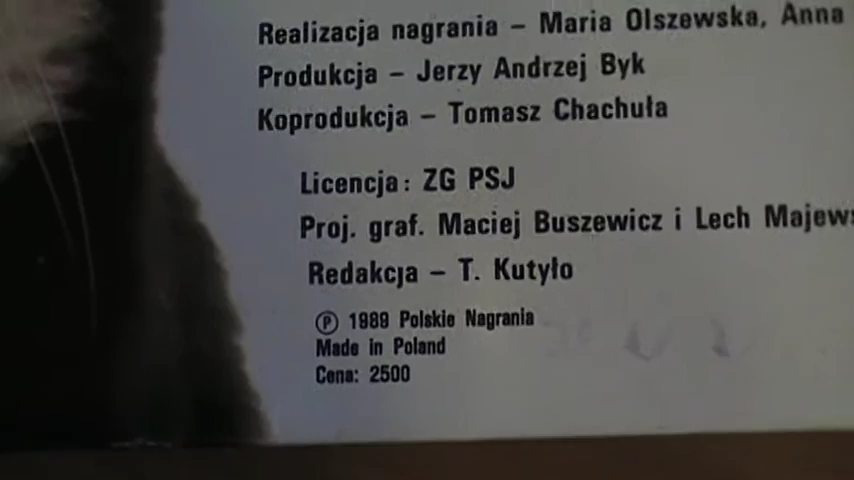 Realizacja nagrania – Maria Olszewska, Anna
Produkcja – Jerzy Andrzej Byk
Koprodukcja – Tomasz Chachuła
Licencja: ZG PSJ
Proj. graf. Maciej Buszewicz i Lech Majews
Redakcja – T. Kutyło
Ⓟ 1989 Polskie Nagrania
Made in Poland
Cena: 2500